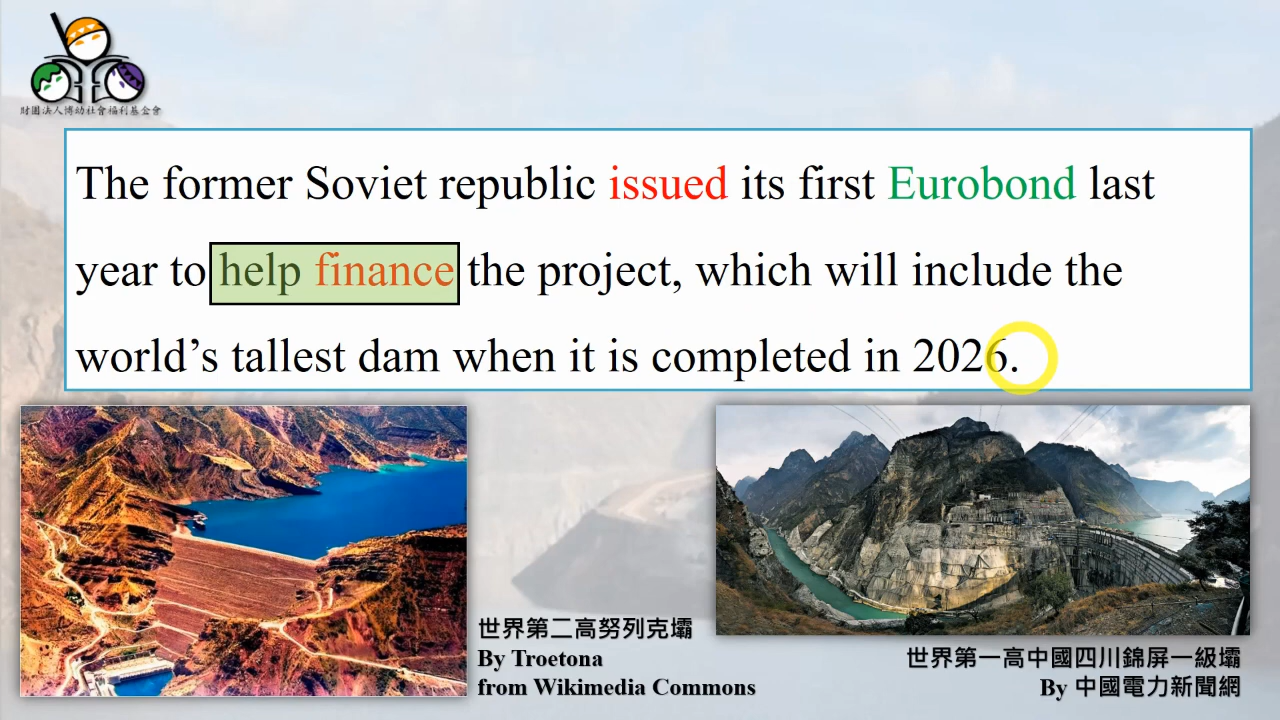 財團法人博幼社會福利基金會
The former Soviet republic issued its first Eurobond last
year to help finance the project, which will include the
world’s tallest dam when it is completed in 2026.
世界第二高努列克壩
By Troetona
from Wikimedia Commons
世界第一高中國四川錦屏一級壩
By 中國電力新聞網